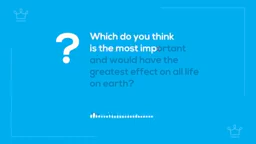 ?
Which do you think
is the most important
and would have the
greatest effect on all life
on earth?